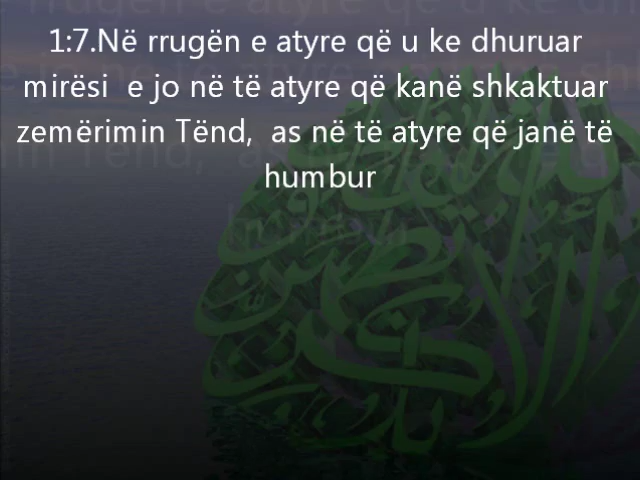 1:7.Në rrugën e atyre që u ke dhuruar
mirësi  e jo në të atyre që kanë shkaktuar
zemërimin Tënd,  as në të atyre që janë të
humbur